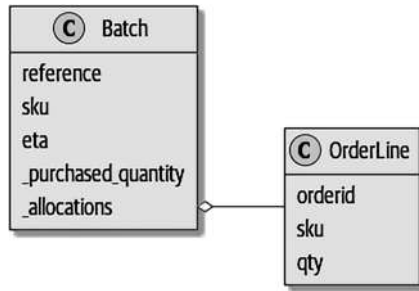 C Batch
reference
sku
eta
_purchased_quantity
_allocations
C OrderLine
orderid
sku
qty